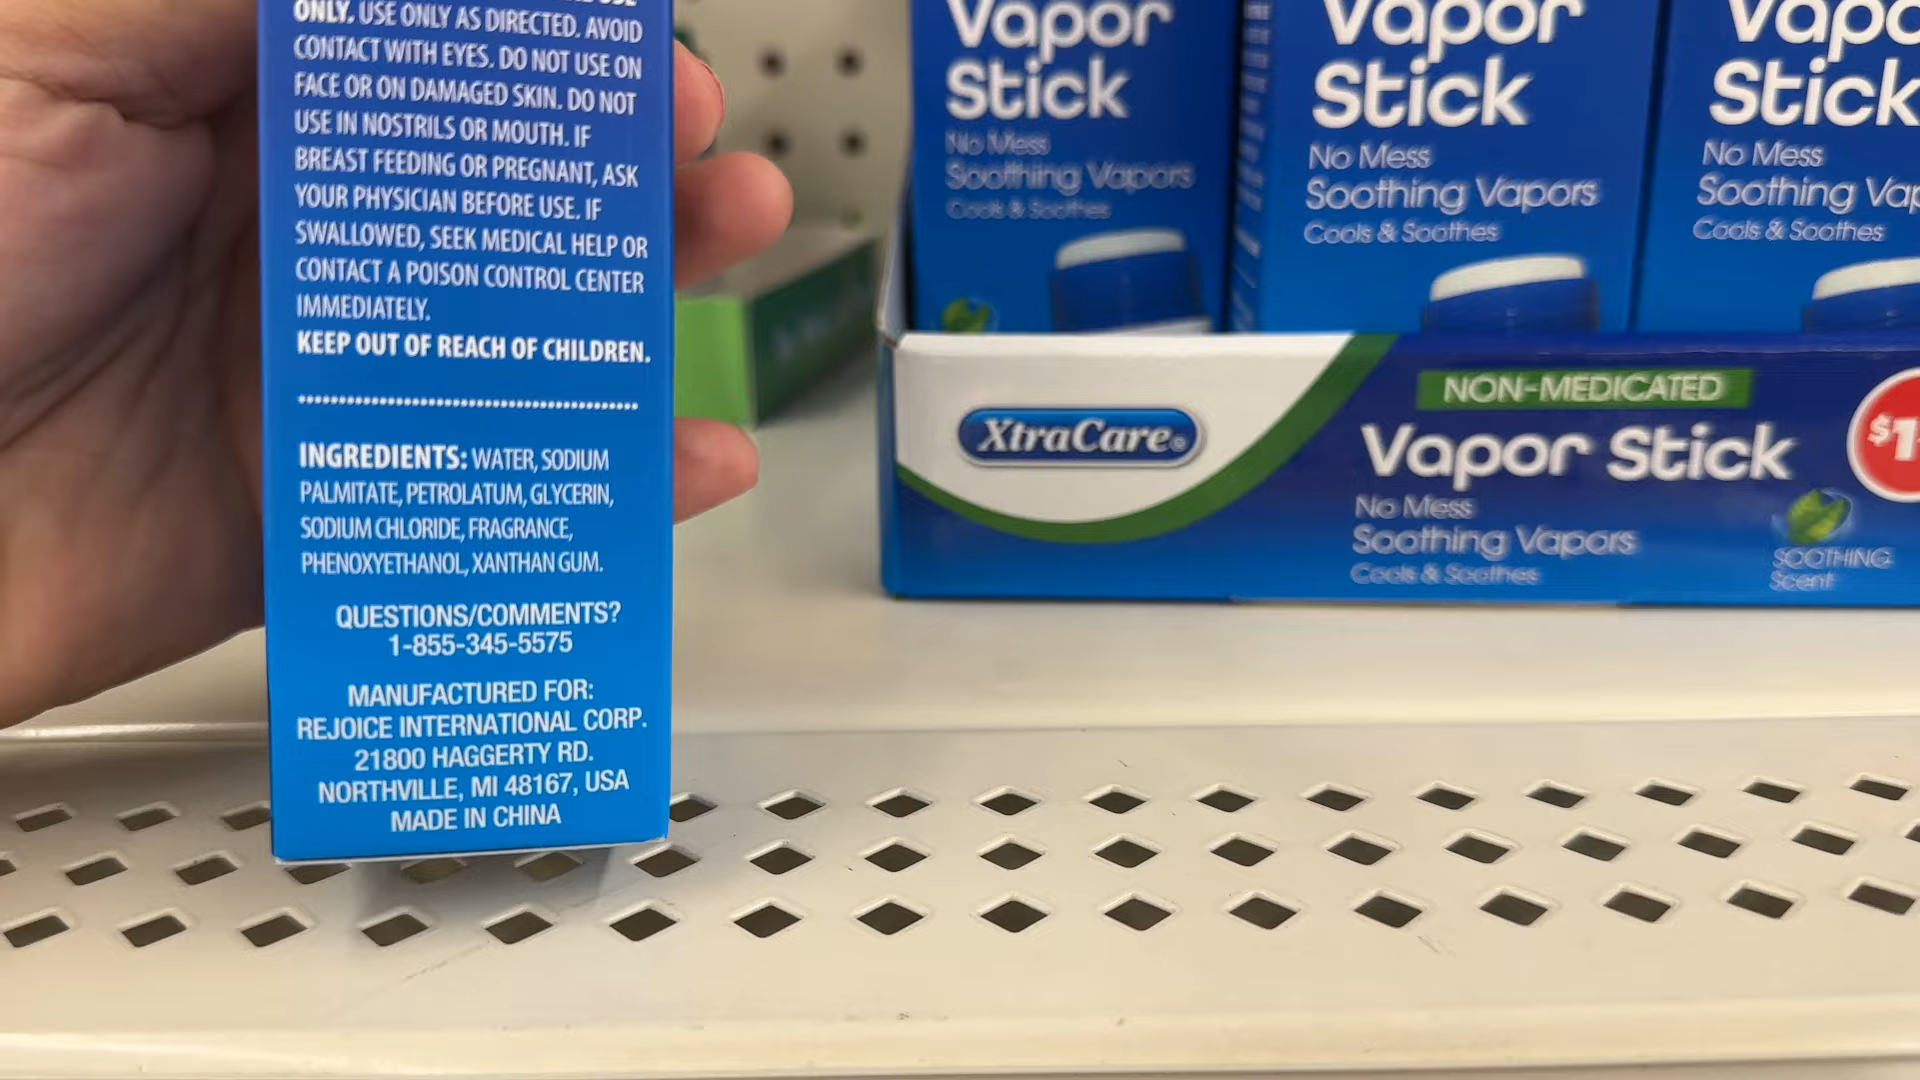 ONLY. USE ONLY AS DIRECTED. AVOID
CONTACT WITH EYES. DO NOT USE ON
FACE OR ON DAMAGED SKIN. DO NOT
USE IN NOSTRILS OR MOUTH. IF
BREAST FEEDING OR PREGNANT, ASK
YOUR PHYSICIAN BEFORE USE. IF
SWALLOWED, SEEK MEDICAL HELP OR
CONTACT A POISON CONTROL CENTER
IMMEDIATELY.
KEEP OUT OF REACH OF CHILDREN.
INGREDIENTS: WATER, SODIUM
PALMITATE, PETROLATUM, GLYCERIN,
SODIUM CHLORIDE, FRAGRANCE,
PHENOXYETHANOL, XANTHAN GUM.
QUESTIONS/COMMENTS?
1-855-345-5575
MANUFACTURED FOR:
REJOICE INTERNATIONAL CORP.
21800 HAGGERTY RD.
NORTHVILLE, MI 48167, USA
MADE IN CHINA
Vapor
Stick
No Mess
Soothing Vapors
Cools & Soothes
Vapor
Stick
No Mess
Soothing Vapors
Cools & Soothes
Vapo
Stick
No Mess
Soothing Vap
Cools & Soothes
XtraCare®
NON-MEDICATED
Vapor Stick
No Mess
Soothing Vapors
Cools & Soothes
SOOTHING
Scent
$1